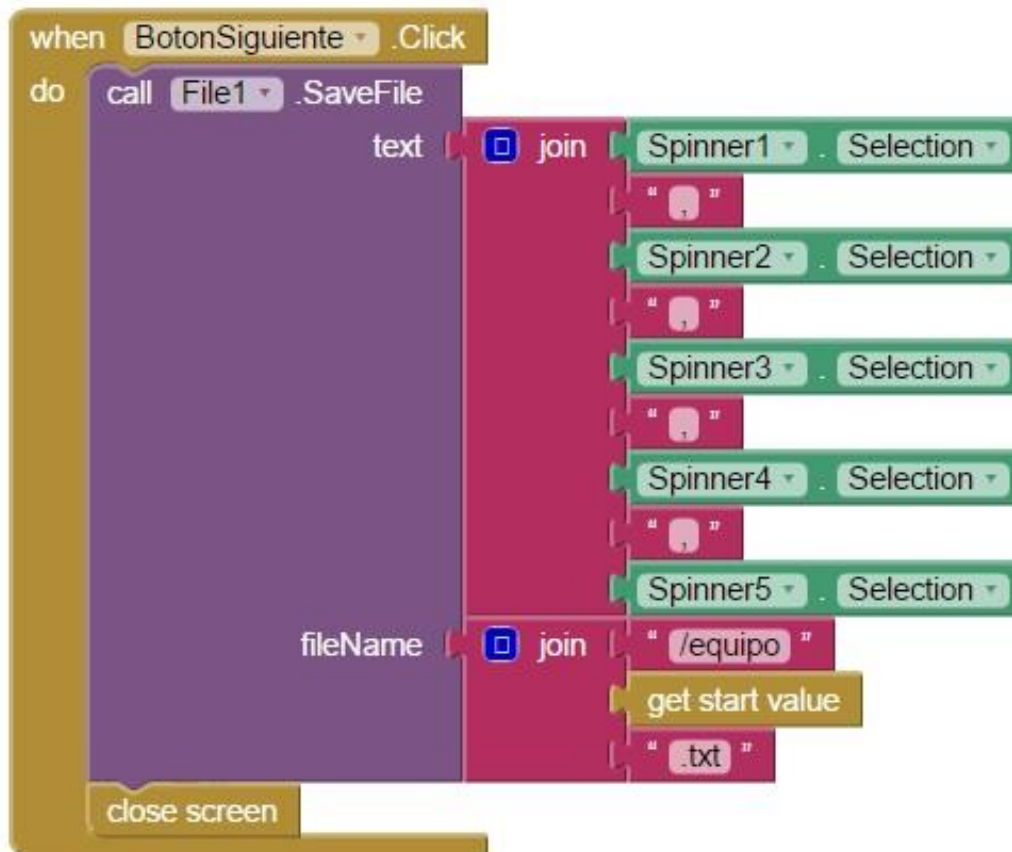 when BotonSiguiente .Click
do call File1 .SaveFile
text join Spinner1 . Selection
" , "
Spinner2 . Selection
" , "
Spinner3 . Selection
" , "
Spinner4 . Selection
" , "
Spinner5 . Selection
fileName join " /equipo "
get start value
" .txt "
close screen